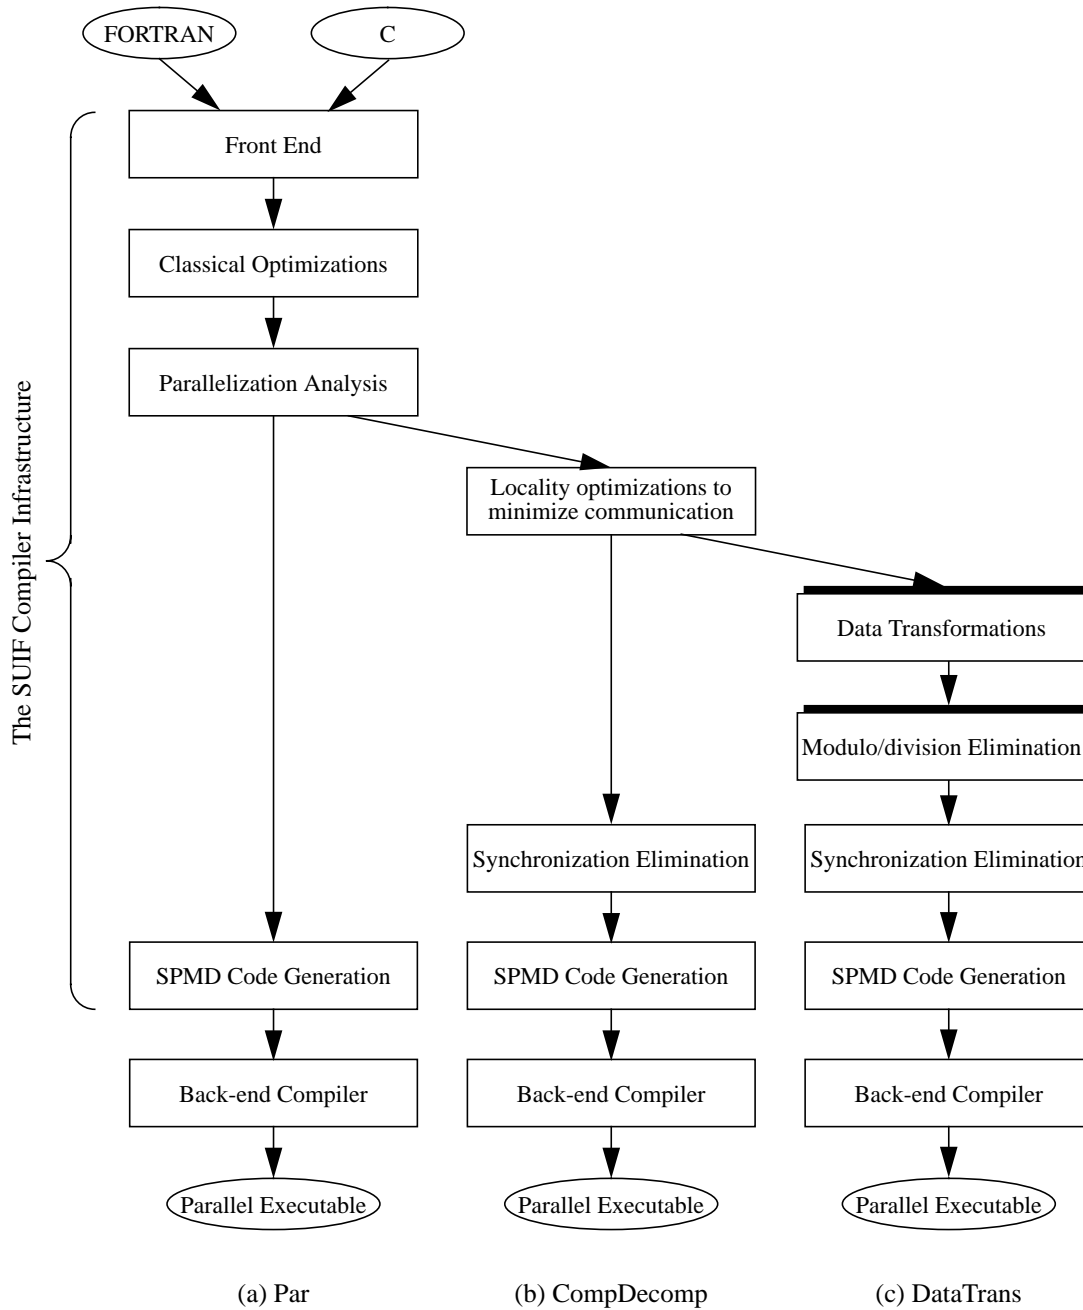 FORTRAN
C
Front End
Classical Optimizations
Parallelization Analysis
The SUIF Compiler Infrastructure
Locality optimizations to
minimize communication
Data Transformations
Modulo/division Elimination
Synchronization Elimination
Synchronization Elimination
SPMD Code Generation
SPMD Code Generation
SPMD Code Generation
Back-end Compiler
Back-end Compiler
Back-end Compiler
Parallel Executable
Parallel Executable
Parallel Executable
(a) Par
(b) CompDecomp
(c) DataTrans